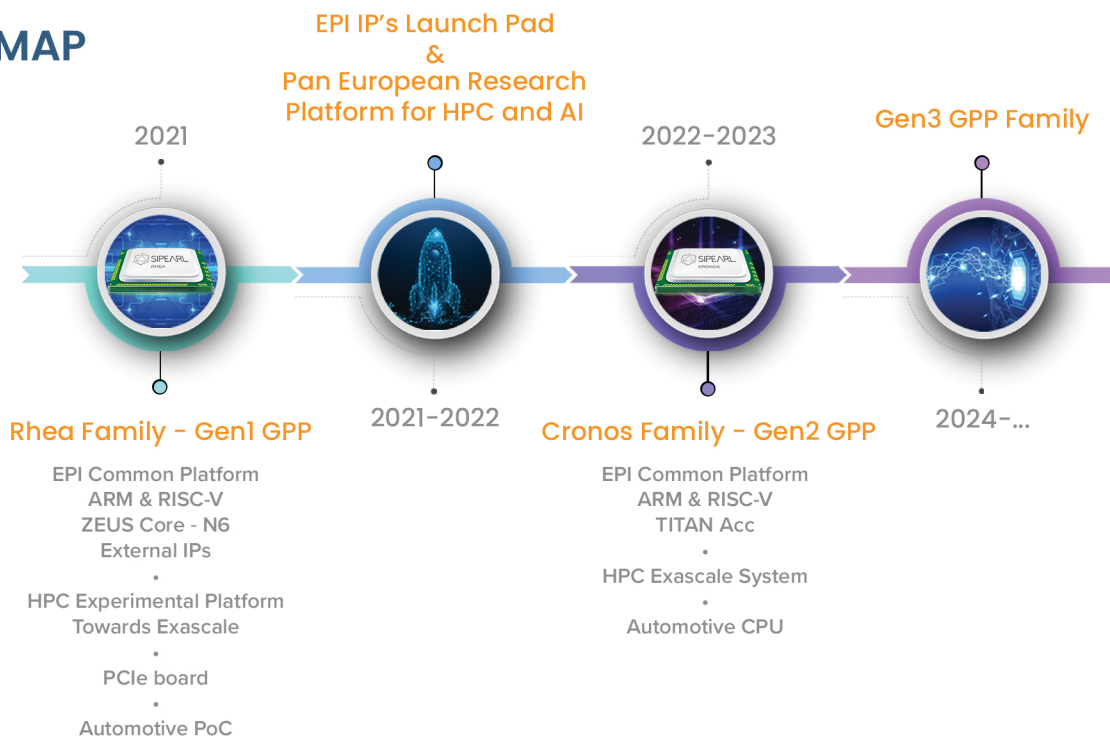 MAP
EPI IP's Launch Pad
&
Pan European Research
Platform for HPC and AI
2021
2022-2023
Gen3 GPP Family
SIPEARL
RHEA
SIPEARL
CRONOS
2021-2022
2024-...
Rhea Family - Gen1 GPP
EPI Common Platform
ARM & RISC-V
ZEUS Core - N6
External IPs
•
HPC Experimental Platform
Towards Exascale
•
PCIe board
•
Automotive PoC
Cronos Family - Gen2 GPP
EPI Common Platform
ARM & RISC-V
TITAN Acc
•
HPC Exascale System
•
Automotive CPU